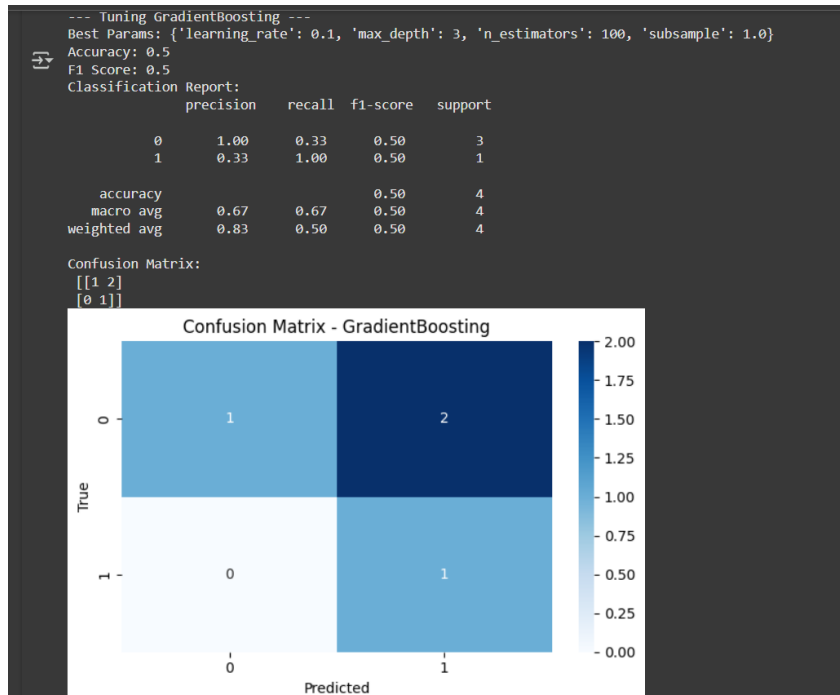 --- Tuning GradientBoosting ---
Best Params: {'learning_rate': 0.1, 'max_depth': 3, 'n_estimators': 100, 'subsample': 1.0}
Accuracy: 0.5
F1 Score: 0.5
Classification Report:
              precision    recall  f1-score   support

           0       1.00      0.33      0.50         3
           1       0.33      1.00      0.50         1

    accuracy                           0.50         4
   macro avg       0.67      0.67      0.50         4
weighted avg       0.83      0.50      0.50         4

Confusion Matrix:
 [[1 2]
 [0 1]]
Confusion Matrix - GradientBoosting
2.00
1.75
0 1 2
1.50
1.25
True
1.00
0.75
1 0 1
0.50
0.25
0.00
0 1
Predicted